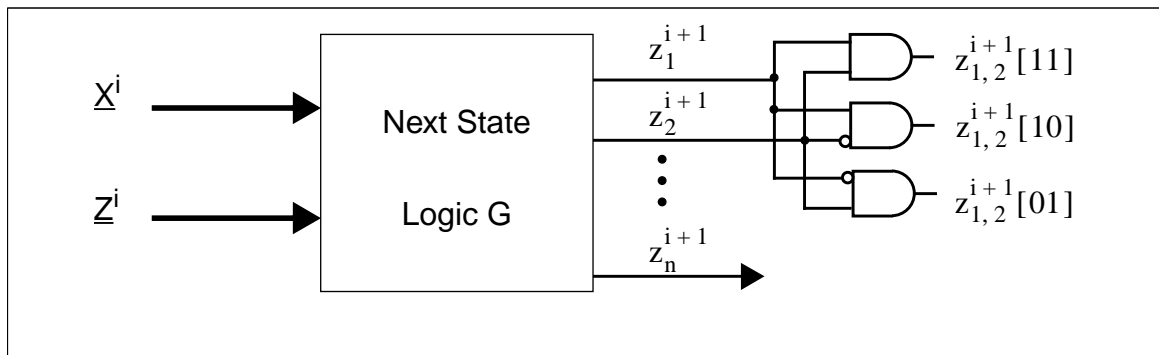 X^i
Z^i
Next State
Logic G
z_1^{i + 1}
z_2^{i + 1}
z_n^{i + 1}
z_{1, 2}^{i + 1}[11]
z_{1, 2}^{i + 1}[10]
z_{1, 2}^{i + 1}[01]